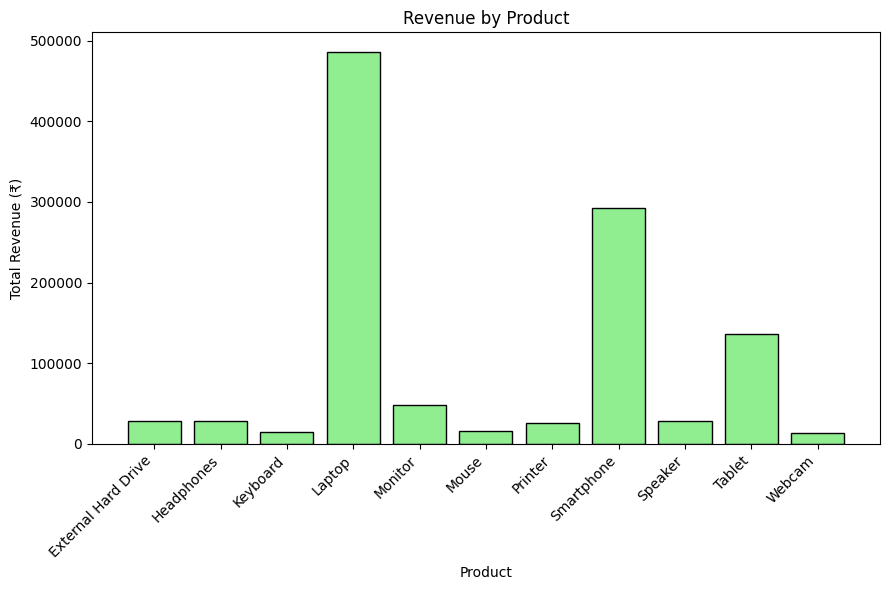 Revenue by Product
Total Revenue (₹)
500000
400000
300000
200000
100000
0
External Hard Drive
Headphones
Keyboard
Laptop
Monitor
Mouse
Printer
Smartphone
Speaker
Tablet
Webcam
Product